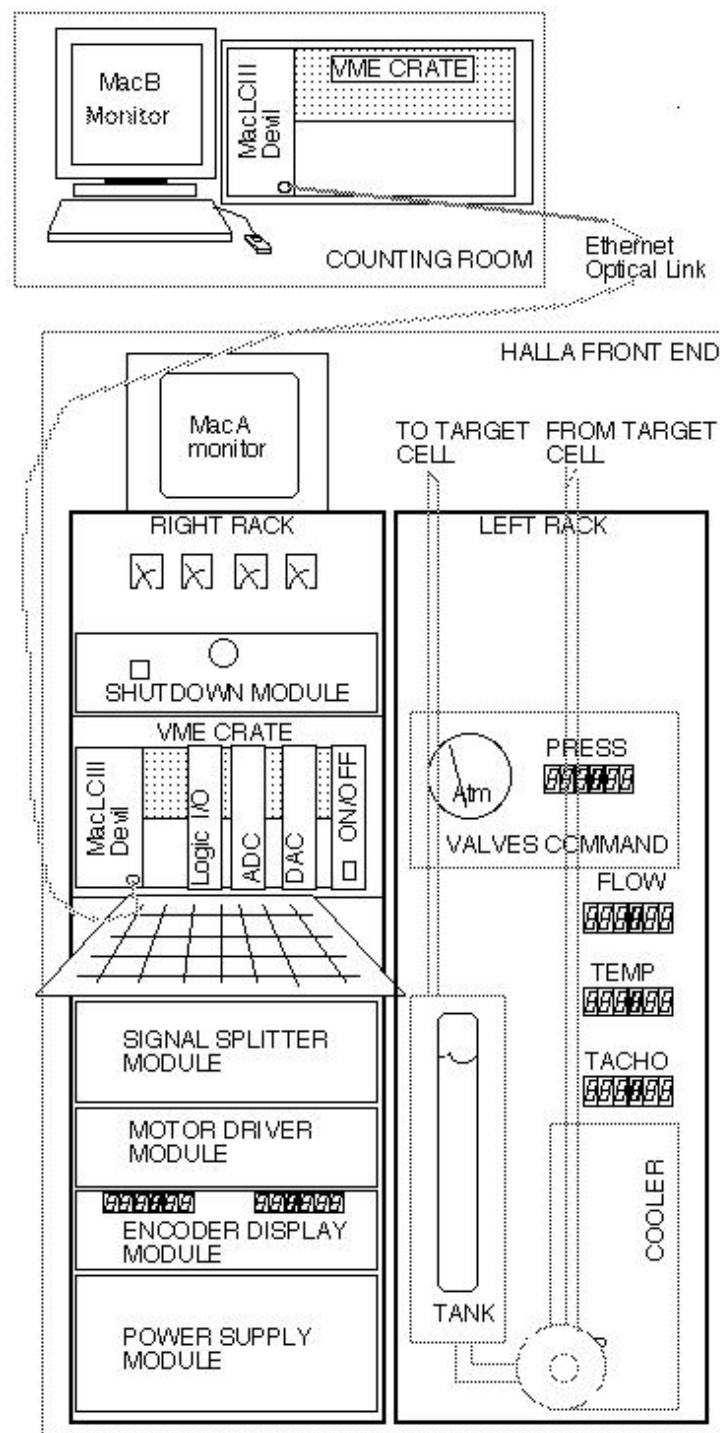 MacB
Monitor
MacLCIII
Devil
VME CRATE
COUNTING ROOM
Ethernet
Optical Link
HALLA FRONT END
MacA
monitor
TO TARGET
CELL
FROM TARGET
CELL
RIGHT RACK
LEFT RACK
SHUTDOWN MODULE
VME CRATE
MacLCIII
Devil
Logic I/O
ADC
DAC
ON/OFF
Atm
PRESS
VALVES COMMAND
FLOW
TEMP
TACHO
SIGNAL SPLITTER
MODULE
MOTOR DRIVER
MODULE
ENCODER DISPLAY
MODULE
POWER SUPPLY
MODULE
TANK
COOLER